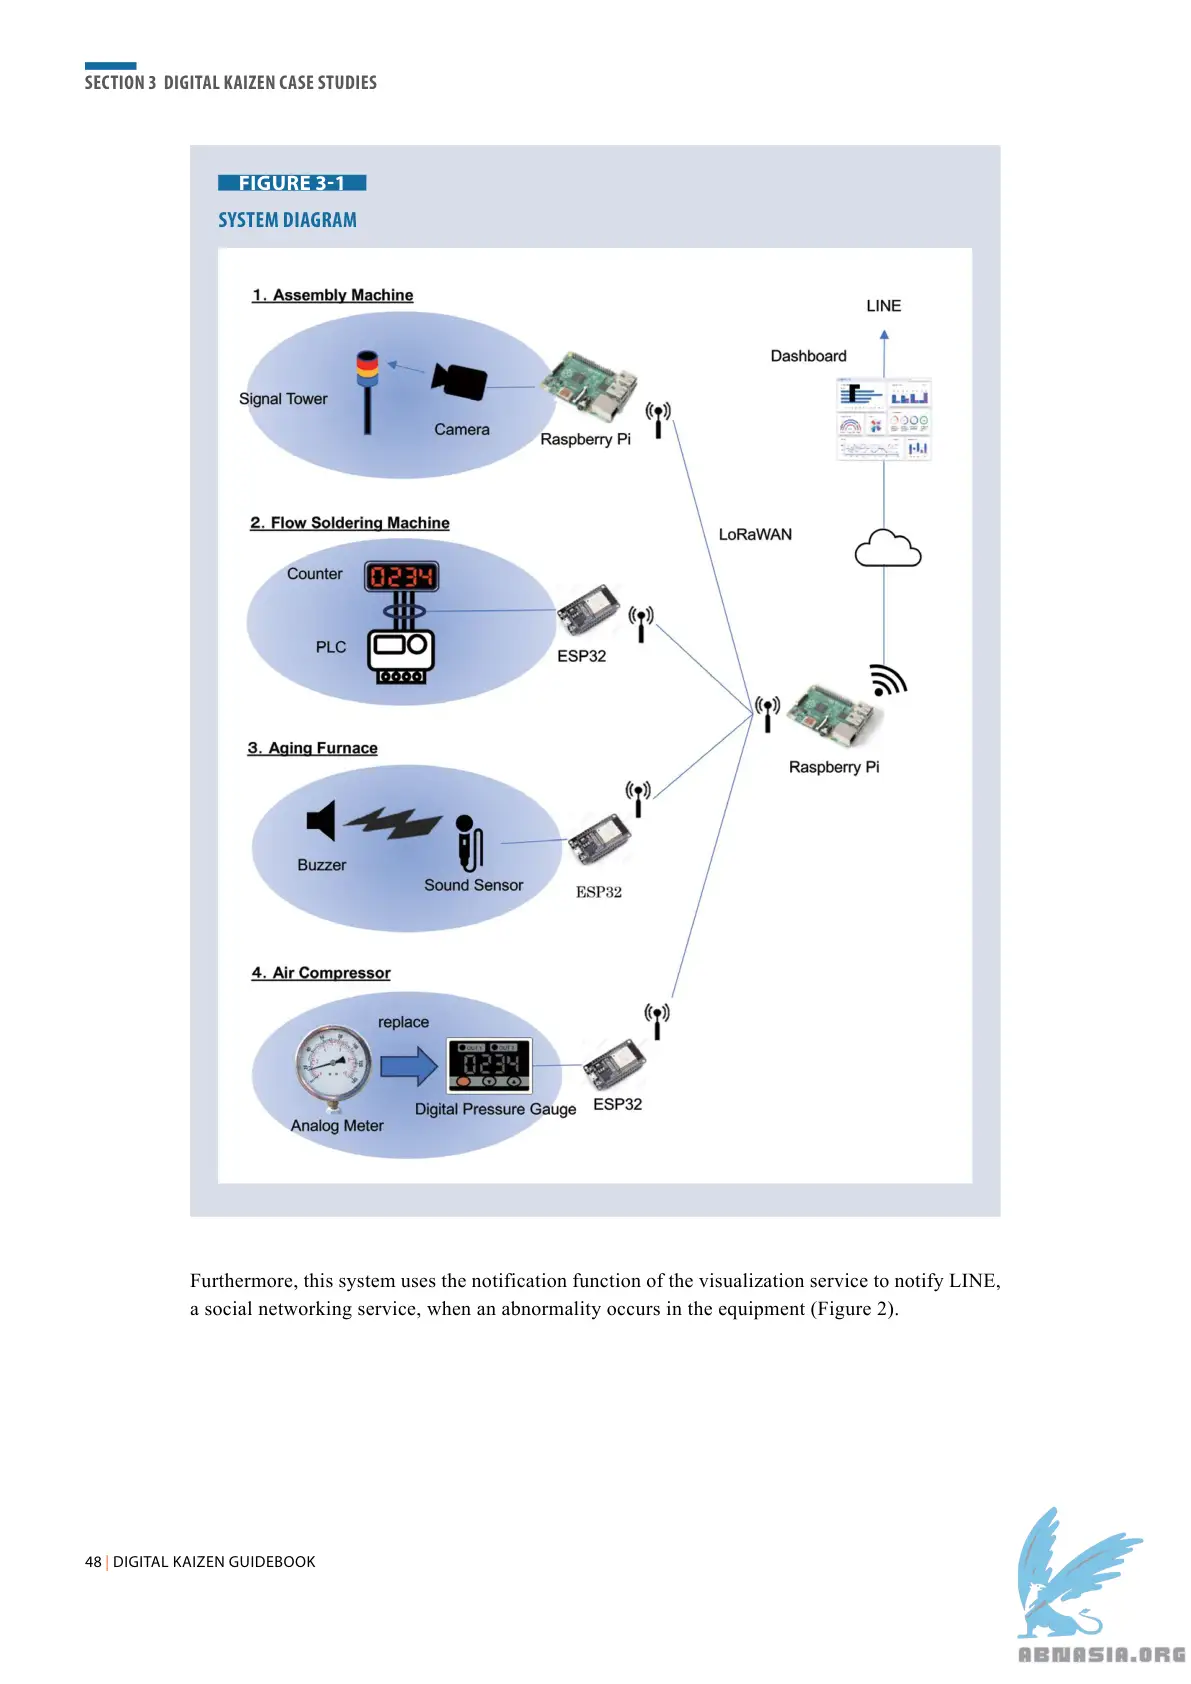 SECTION 3 DIGITAL KAIZEN CASE STUDIES
FIGURE 3-1
SYSTEM DIAGRAM
1. Assembly Machine
LINE
Dashboard
Signal Tower
Camera
Raspberry Pi
2. Flow Soldering Machine
LoRaWAN
Counter
0234
PLC
ESP32
3. Aging Furnace
Raspberry Pi
Buzzer
Sound Sensor
ESP32
4. Air Compressor
replace
0234
Digital Pressure Gauge
ESP32
Analog Meter
Furthermore, this system uses the notification function of the visualization service to notify LINE,
a social networking service, when an abnormality occurs in the equipment (Figure 2).
48 | DIGITAL KAIZEN GUIDEBOOK
ABNASIA.ORG